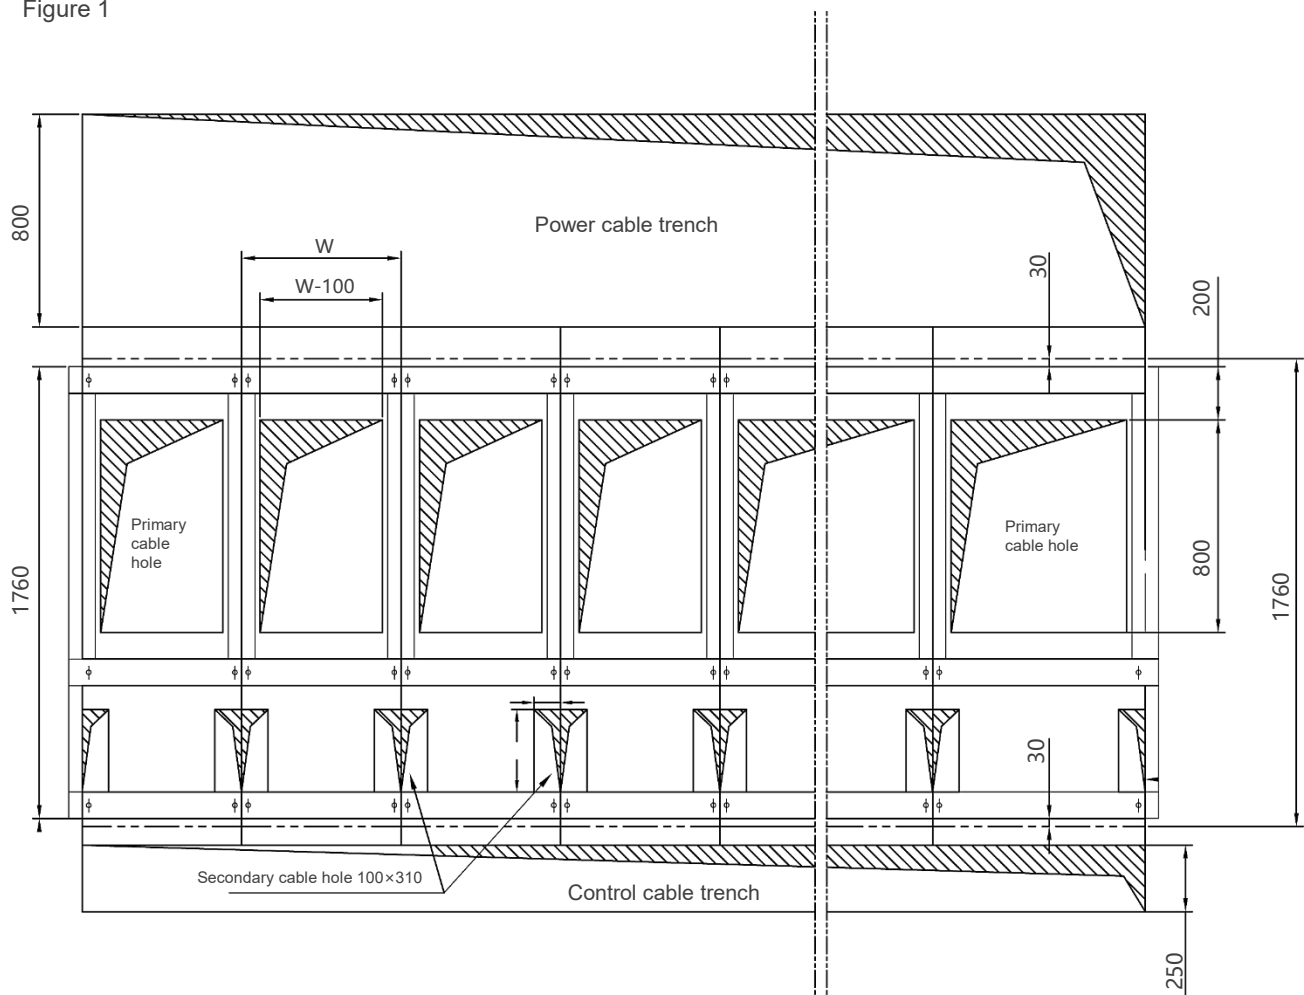 Figure 1
800
Power cable trench
W
W-100
30
200
Primary
cable
hole
Primary
cable hole
800
1760
1760
30
Secondary cable hole 100×310
Control cable trench
250